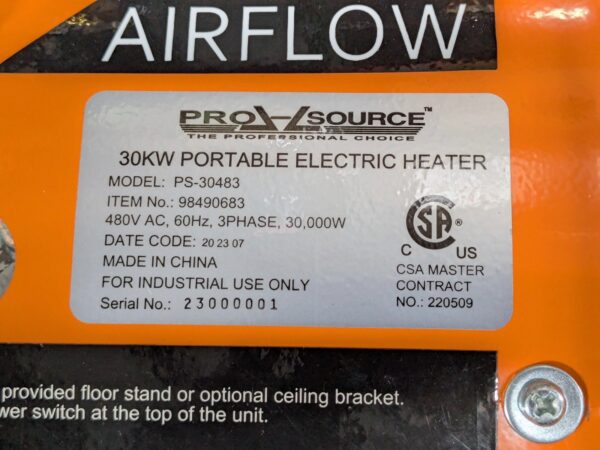 AIRFLOW
PRO SOURCE™
THE PROFESSIONAL CHOICE
30KW PORTABLE ELECTRIC HEATER
MODEL: PS-30483
ITEM No.: 98490683
480V AC, 60Hz, 3PHASE, 30,000W
DATE CODE: 20 23 07
MADE IN CHINA
FOR INDUSTRIAL USE ONLY
Serial No.: 23000001
SA®
C US
CSA MASTER
CONTRACT
NO.: 220509
provided floor stand or optional ceiling bracket.
wer switch at the top of the unit.